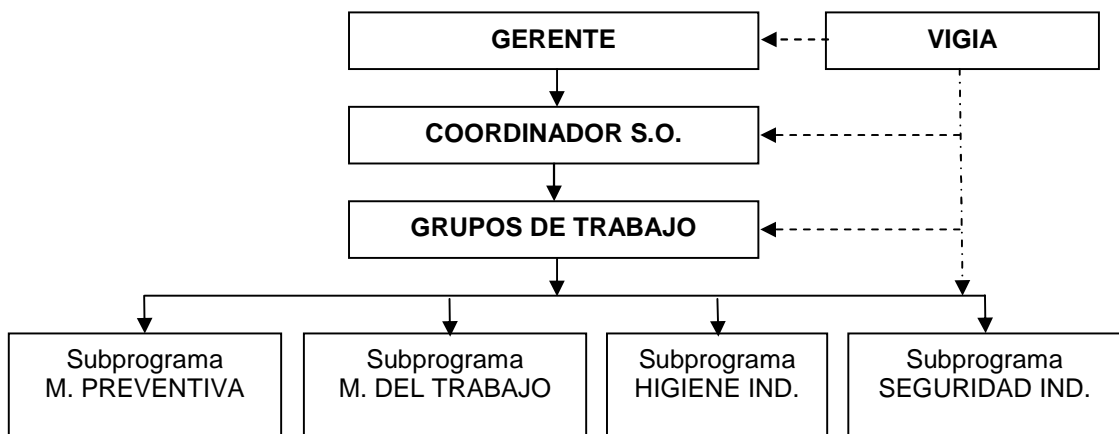 GERENTE
VIGIA
COORDINADOR S.O.
GRUPOS DE TRABAJO
Subprograma
M. PREVENTIVA
Subprograma
M. DEL TRABAJO
Subprograma
HIGIENE IND.
Subprograma
SEGURIDAD IND.